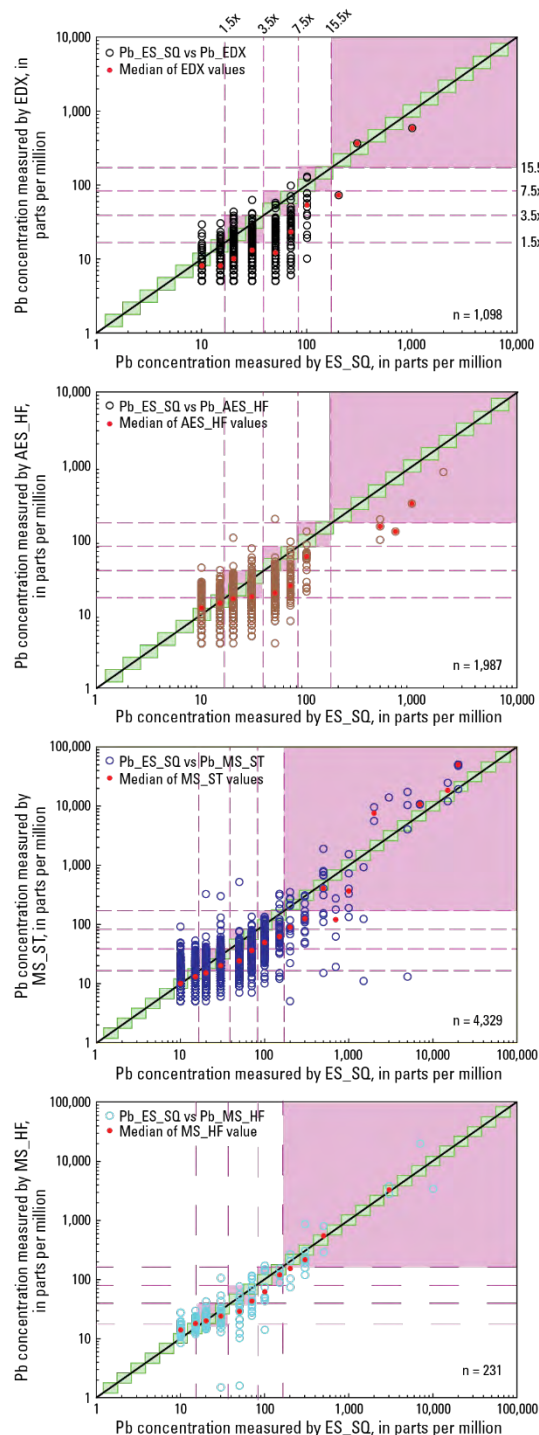 1.5x 3.5x 7.5x 15.5x
10,000
Pb_ES_SQ vs Pb_EDX
Median of EDX values
1,000
Pb concentration measured by EDX, in
parts per million
15.5
100
7.5x
3.5x
10
1.5x
n = 1,098
1
1 10 100 1,000 10,000
Pb concentration measured by ES_SQ, in parts per million
10,000
Pb_ES_SQ vs Pb_AES_HF
Median of AES_HF values
1,000
Pb concentration measured by AES_HF,
in parts per million
100
10
n = 1,987
1
1 10 100 1,000 10,000
Pb concentration measured by ES_SQ, in parts per million
100,000
Pb_ES_SQ vs Pb_MS_ST
Median of MS_ST values
10,000
Pb concentration measured by
MS_ST, in parts per million
1,000
100
10
n = 4,329
1
1 10 100 1,000 10,000 100,000
Pb concentration measured by ES_SQ, in parts per million
100,000
Pb_ES_SQ vs Pb_MS_HF
Median of MS_HF value
10,000
Pb concentration measured by MS_HF,
in parts per million
1,000
100
10
n = 231
1
1 10 100 1,000 10,000 100,000
Pb concentration measured by ES_SQ, in parts per million